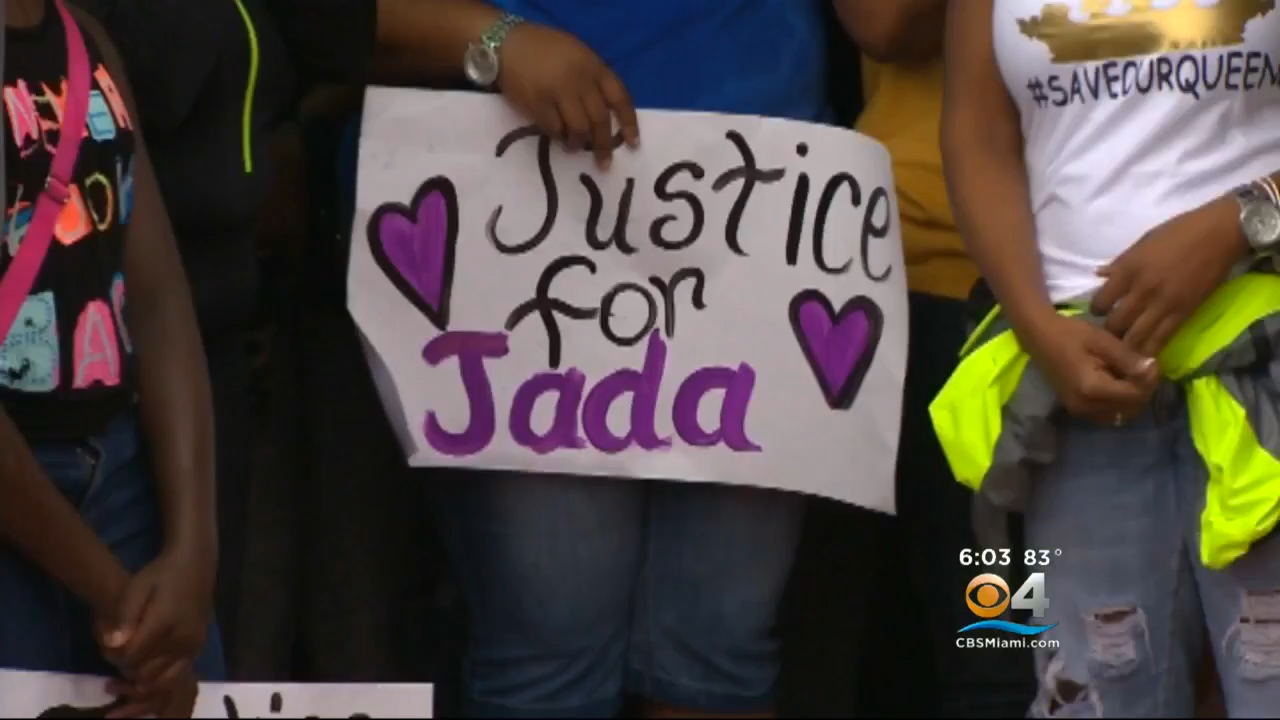 #SAVEOURQUEEN
Justice
for
Jada
6:03 83°
4
CBSMiami.com